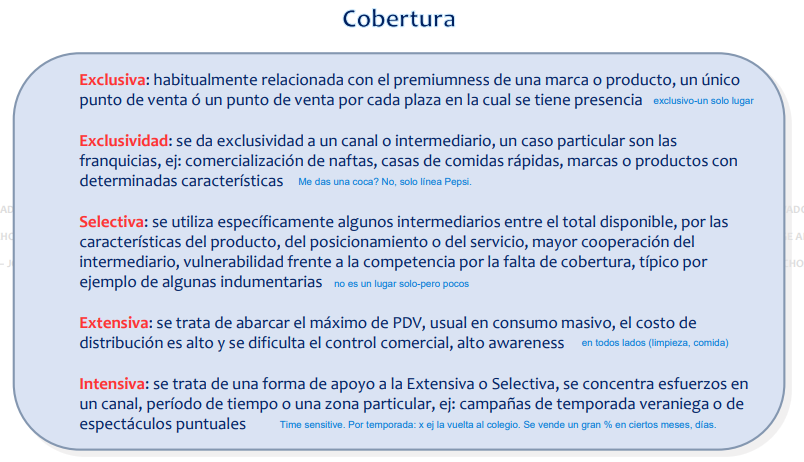 Cobertura
Exclusiva: habitualmente relacionada con el premiumness de una marca o producto, un único
punto de venta ó un punto de venta por cada plaza en la cual se tiene presencia exclusivo-un solo lugar
Exclusividad: se da exclusividad a un canal o intermediario, un caso particular son las
franquicias, ej: comercialización de naftas, casas de comidas rápidas, marcas o productos con
determinadas características Me das una coca? No, solo línea Pepsi.
Selectiva: se utiliza específicamente algunos intermediarios entre el total disponible, por las
características del producto, del posicionamiento o del servicio, mayor cooperación del
intermediario, vulnerabilidad frente a la competencia por la falta de cobertura, típico por
ejemplo de algunas indumentarias no es un lugar solo-pero pocos
Extensiva: se trata de abarcar el máximo de PDV, usual en consumo masivo, el costo de
distribución es alto y se dificulta el control comercial, alto awareness en todos lados (limpieza, comida)
Intensiva: se trata de una forma de apoyo a la Extensiva o Selectiva, se concentra esfuerzos en
un canal, período de tiempo o una zona particular, ej: campañas de temporada veraniega o de
espectáculos puntuales Time sensitive. Por temporada: x ej la vuelta al colegio. Se vende un gran % en ciertos meses, días.